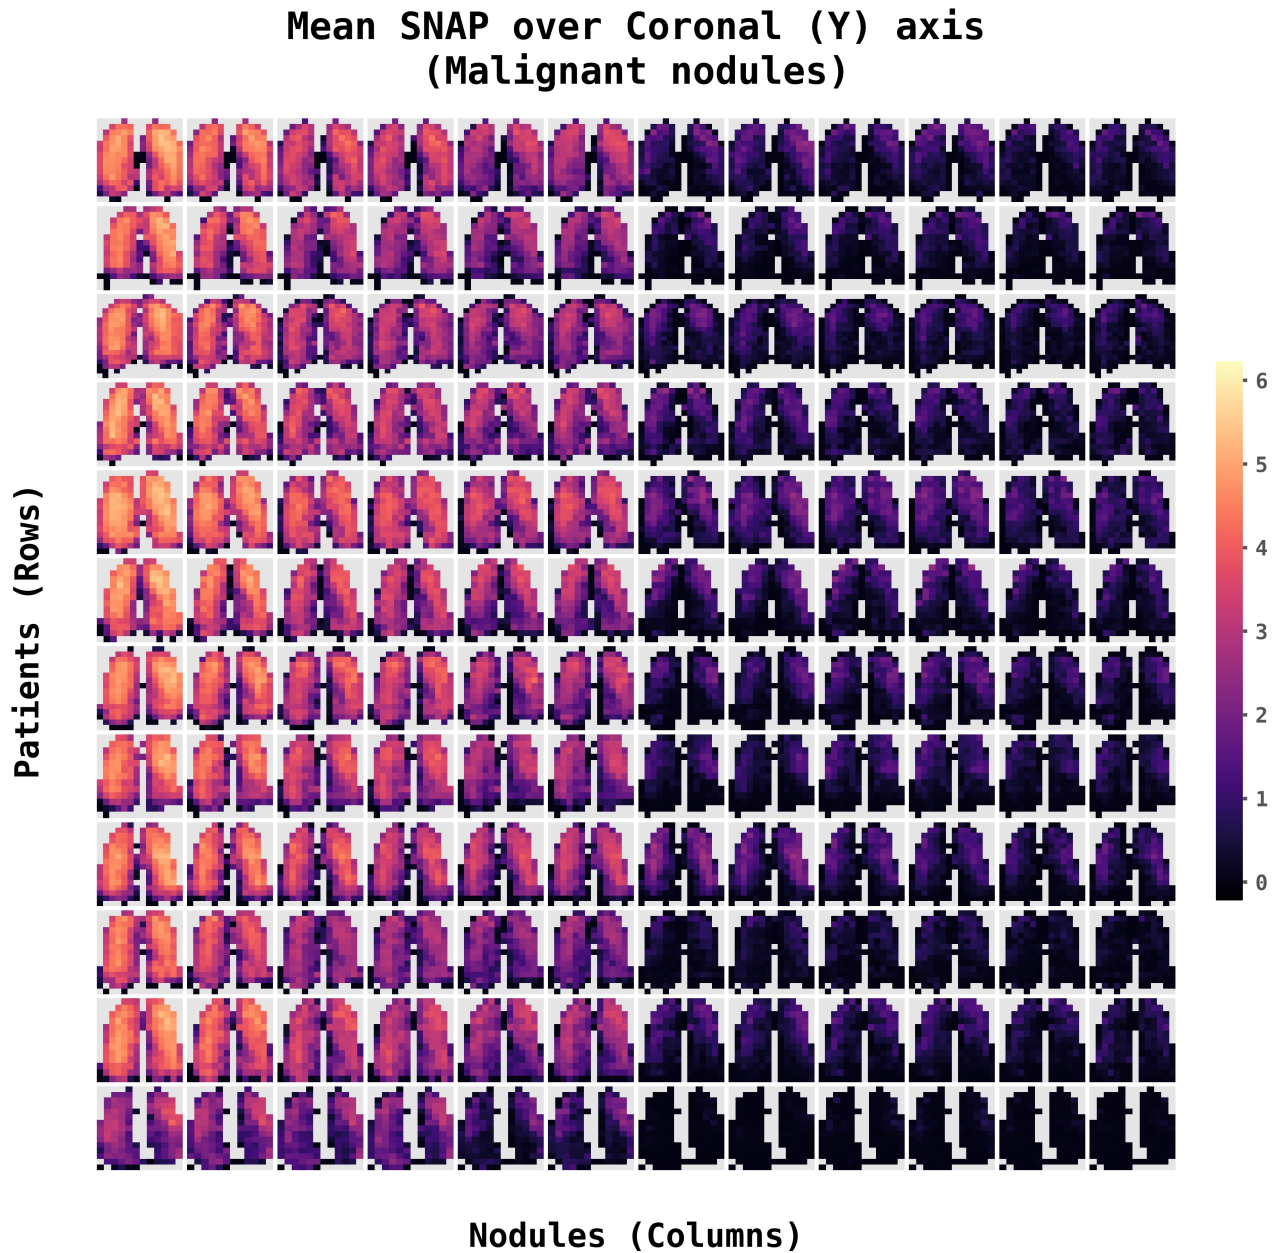 Mean SNAP over Coronal (Y) axis
(Malignant nodules)
Patients (Rows)
6
5
4
3
2
1
0
Nodules (Columns)